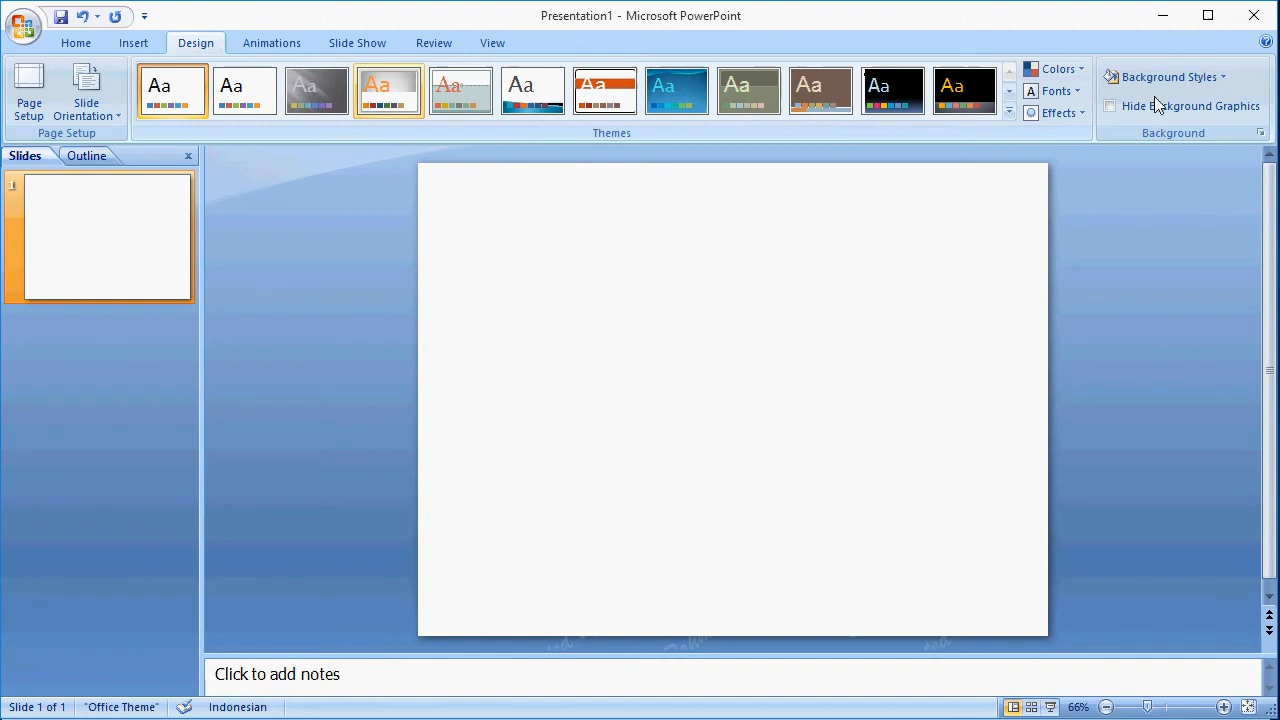 Presentation1 - Microsoft PowerPoint
Home Insert Design Animations Slide Show Review View
Page Setup
Slide Orientation
Page Setup
Aa Aa Aa Aa Aa Aa Aa Aa Aa Aa Aa Aa
Themes
Colors
Fonts
Effects
Background Styles
Hide Background Graphics
Background
Slides Outline
1
Click to add notes
Slide 1 of 1 "Office Theme" Indonesian 66%